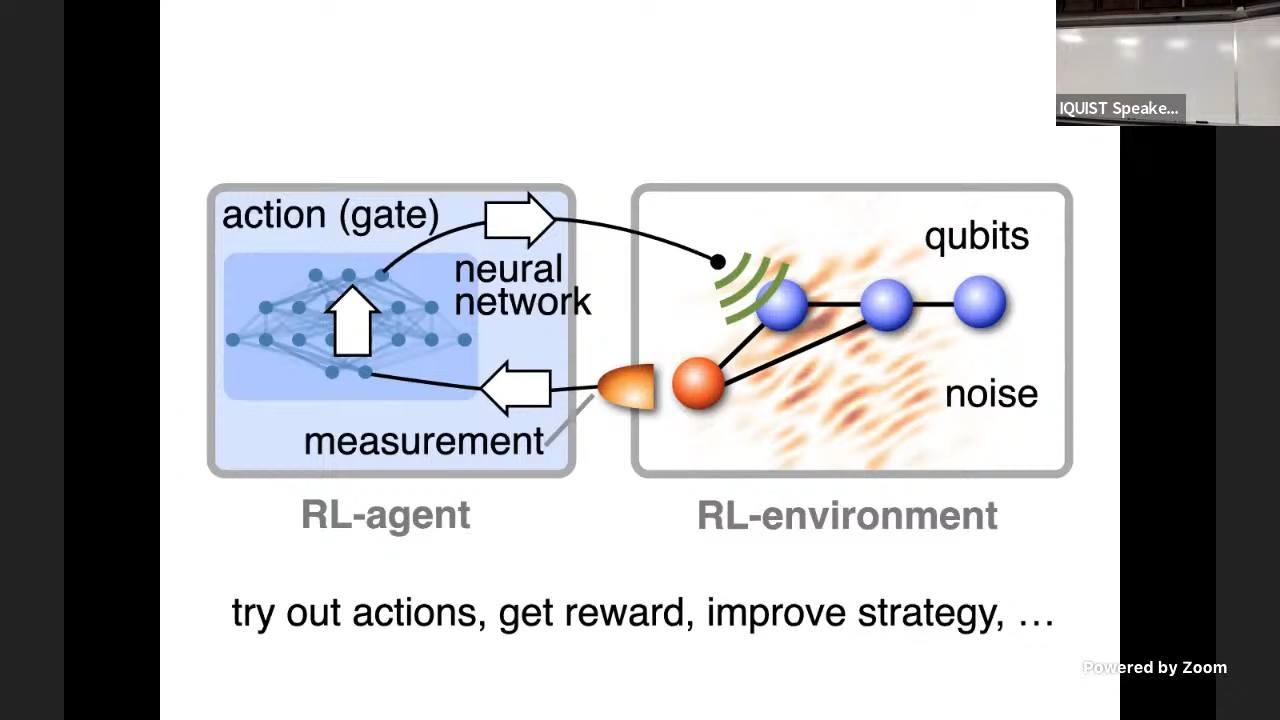 IQUIST Speake...
action (gate)
neural
network
measurement
qubits
noise
RL-agent
RL-environment
try out actions, get reward, improve strategy, …
Powered by Zoom